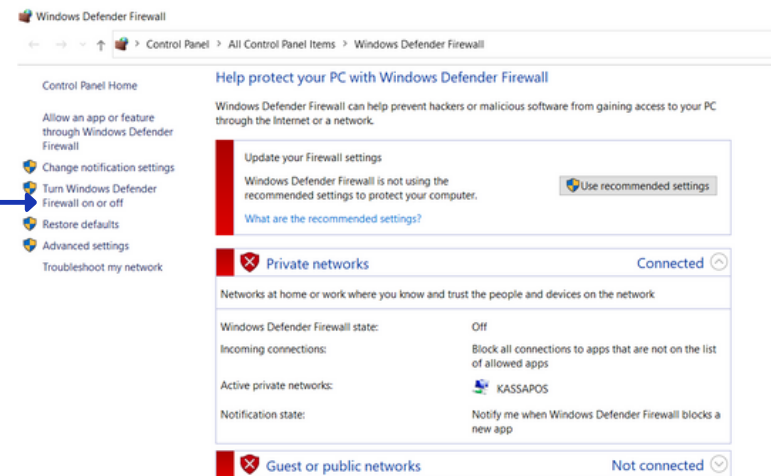 Windows Defender Firewall
Control Panel > All Control Panel Items > Windows Defender Firewall
Control Panel Home
Allow an app or feature
through Windows Defender
Firewall
Change notification settings
Turn Windows Defender
Firewall on or off
Restore defaults
Advanced settings
Troubleshoot my network
Help protect your PC with Windows Defender Firewall
Windows Defender Firewall can help prevent hackers or malicious software from gaining access to your PC
through the Internet or a network.
Update your Firewall settings
Windows Defender Firewall is not using the
recommended settings to protect your computer.
Use recommended settings
What are the recommended settings?
Private networks Connected
Networks at home or work where you know and trust the people and devices on the network
Windows Defender Firewall state: Off
Incoming connections: Block all connections to apps that are not on the list
of allowed apps
Active private networks: KASSAPOS
Notification state: Notify me when Windows Defender Firewall blocks a
new app
Guest or public networks Not connected